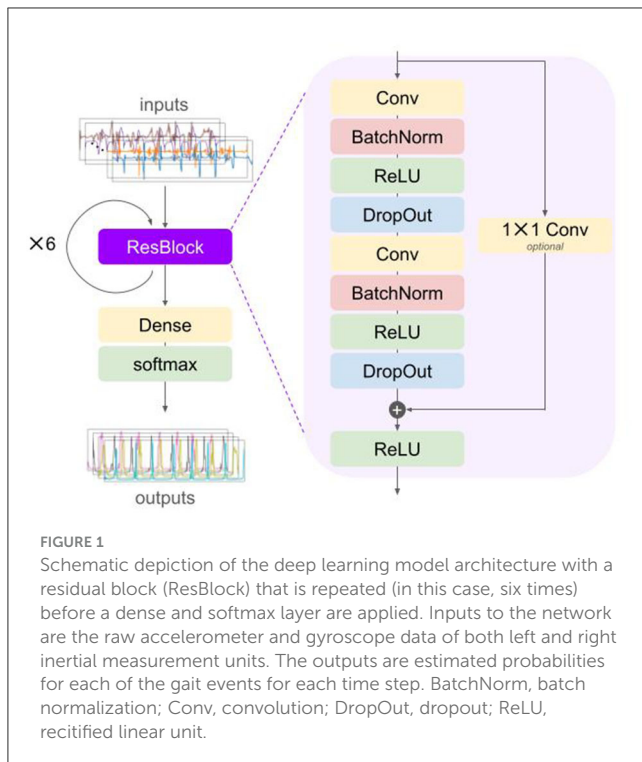 inputs
×6
ResBlock
Dense
softmax
outputs
Conv
BatchNorm
ReLU
DropOut
Conv
BatchNorm
ReLU
DropOut
1×1 Conv
optional
+
ReLU
FIGURE 1
Schematic depiction of the deep learning model architecture with a
residual block (ResBlock) that is repeated (in this case, six times)
before a dense and softmax layer are applied. Inputs to the network
are the raw accelerometer and gyroscope data of both left and right
inertial measurement units. The outputs are estimated probabilities
for each of the gait events for each time step. BatchNorm, batch
normalization; Conv, convolution; DropOut, dropout; ReLU,
recitified linear unit.